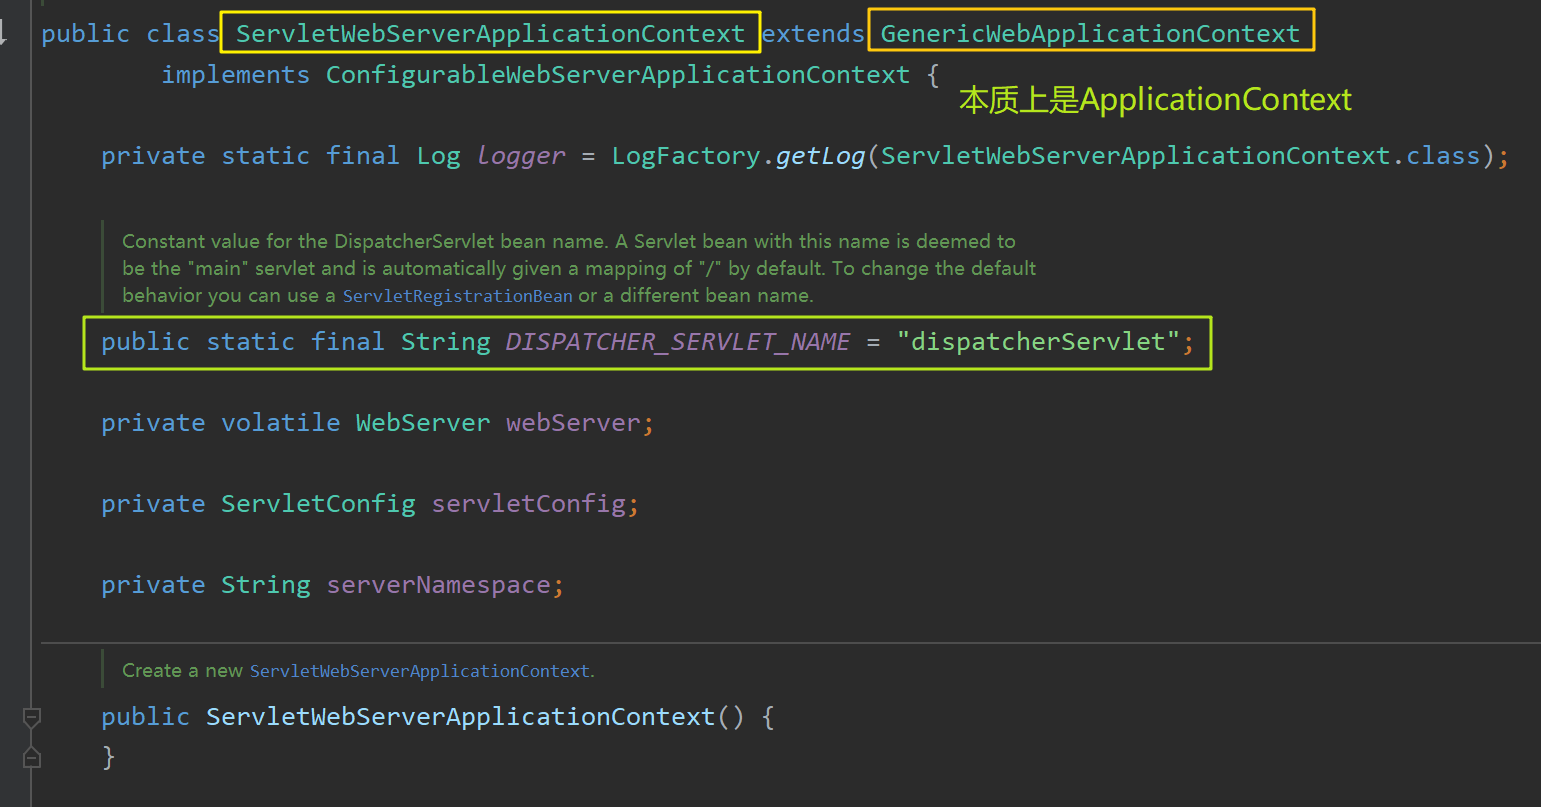 public class ServletWebServerApplicationContext extends GenericWebApplicationContext
implements ConfigurableWebServerApplicationContext {
本质上是ApplicationContext
private static final Log logger = LogFactory.getLog(ServletWebServerApplicationContext.class);
Constant value for the DispatcherServlet bean name. A Servlet bean with this name is deemed to
be the "main" servlet and is automatically given a mapping of "/" by default. To change the default
behavior you can use a ServletRegistrationBean or a different bean name.
public static final String DISPATCHER_SERVLET_NAME = "dispatcherServlet";
private volatile WebServer webServer;
private ServletConfig servletConfig;
private String serverNamespace;
Create a new ServletWebServerApplicationContext.
public ServletWebServerApplicationContext() {
}